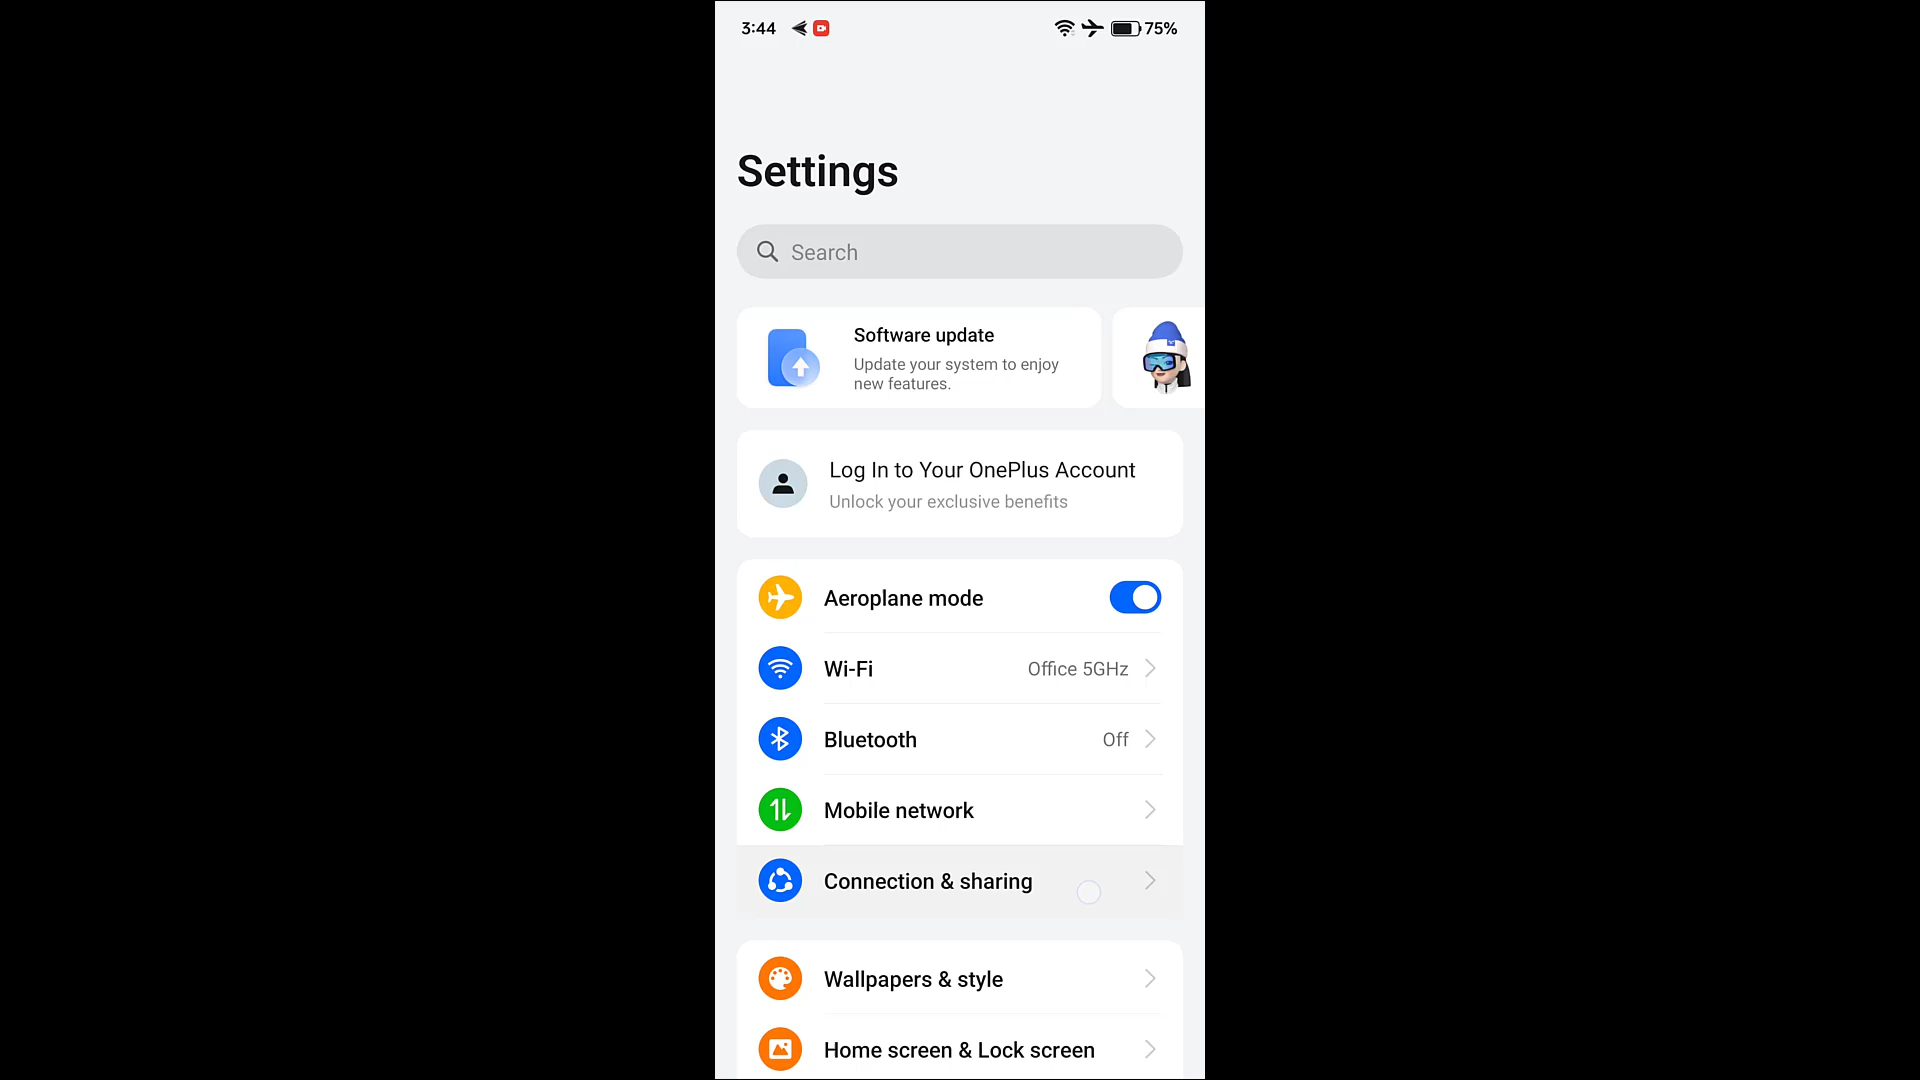 3:44
75%
Settings
Search
Software update
Update your system to enjoy
new features.
Log In to Your OnePlus Account
Unlock your exclusive benefits
Aeroplane mode
Wi-Fi
Office 5GHz
Bluetooth
Off
Mobile network
Connection & sharing
Wallpapers & style
Home screen & Lock screen